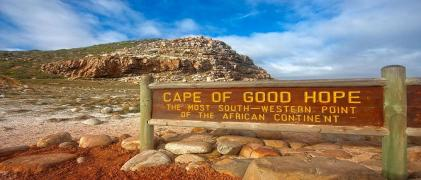 CAPE OF GOOD HOPE
THE MOST SOUTH-WESTERN POINT
OF THE AFRICAN CONTINENT